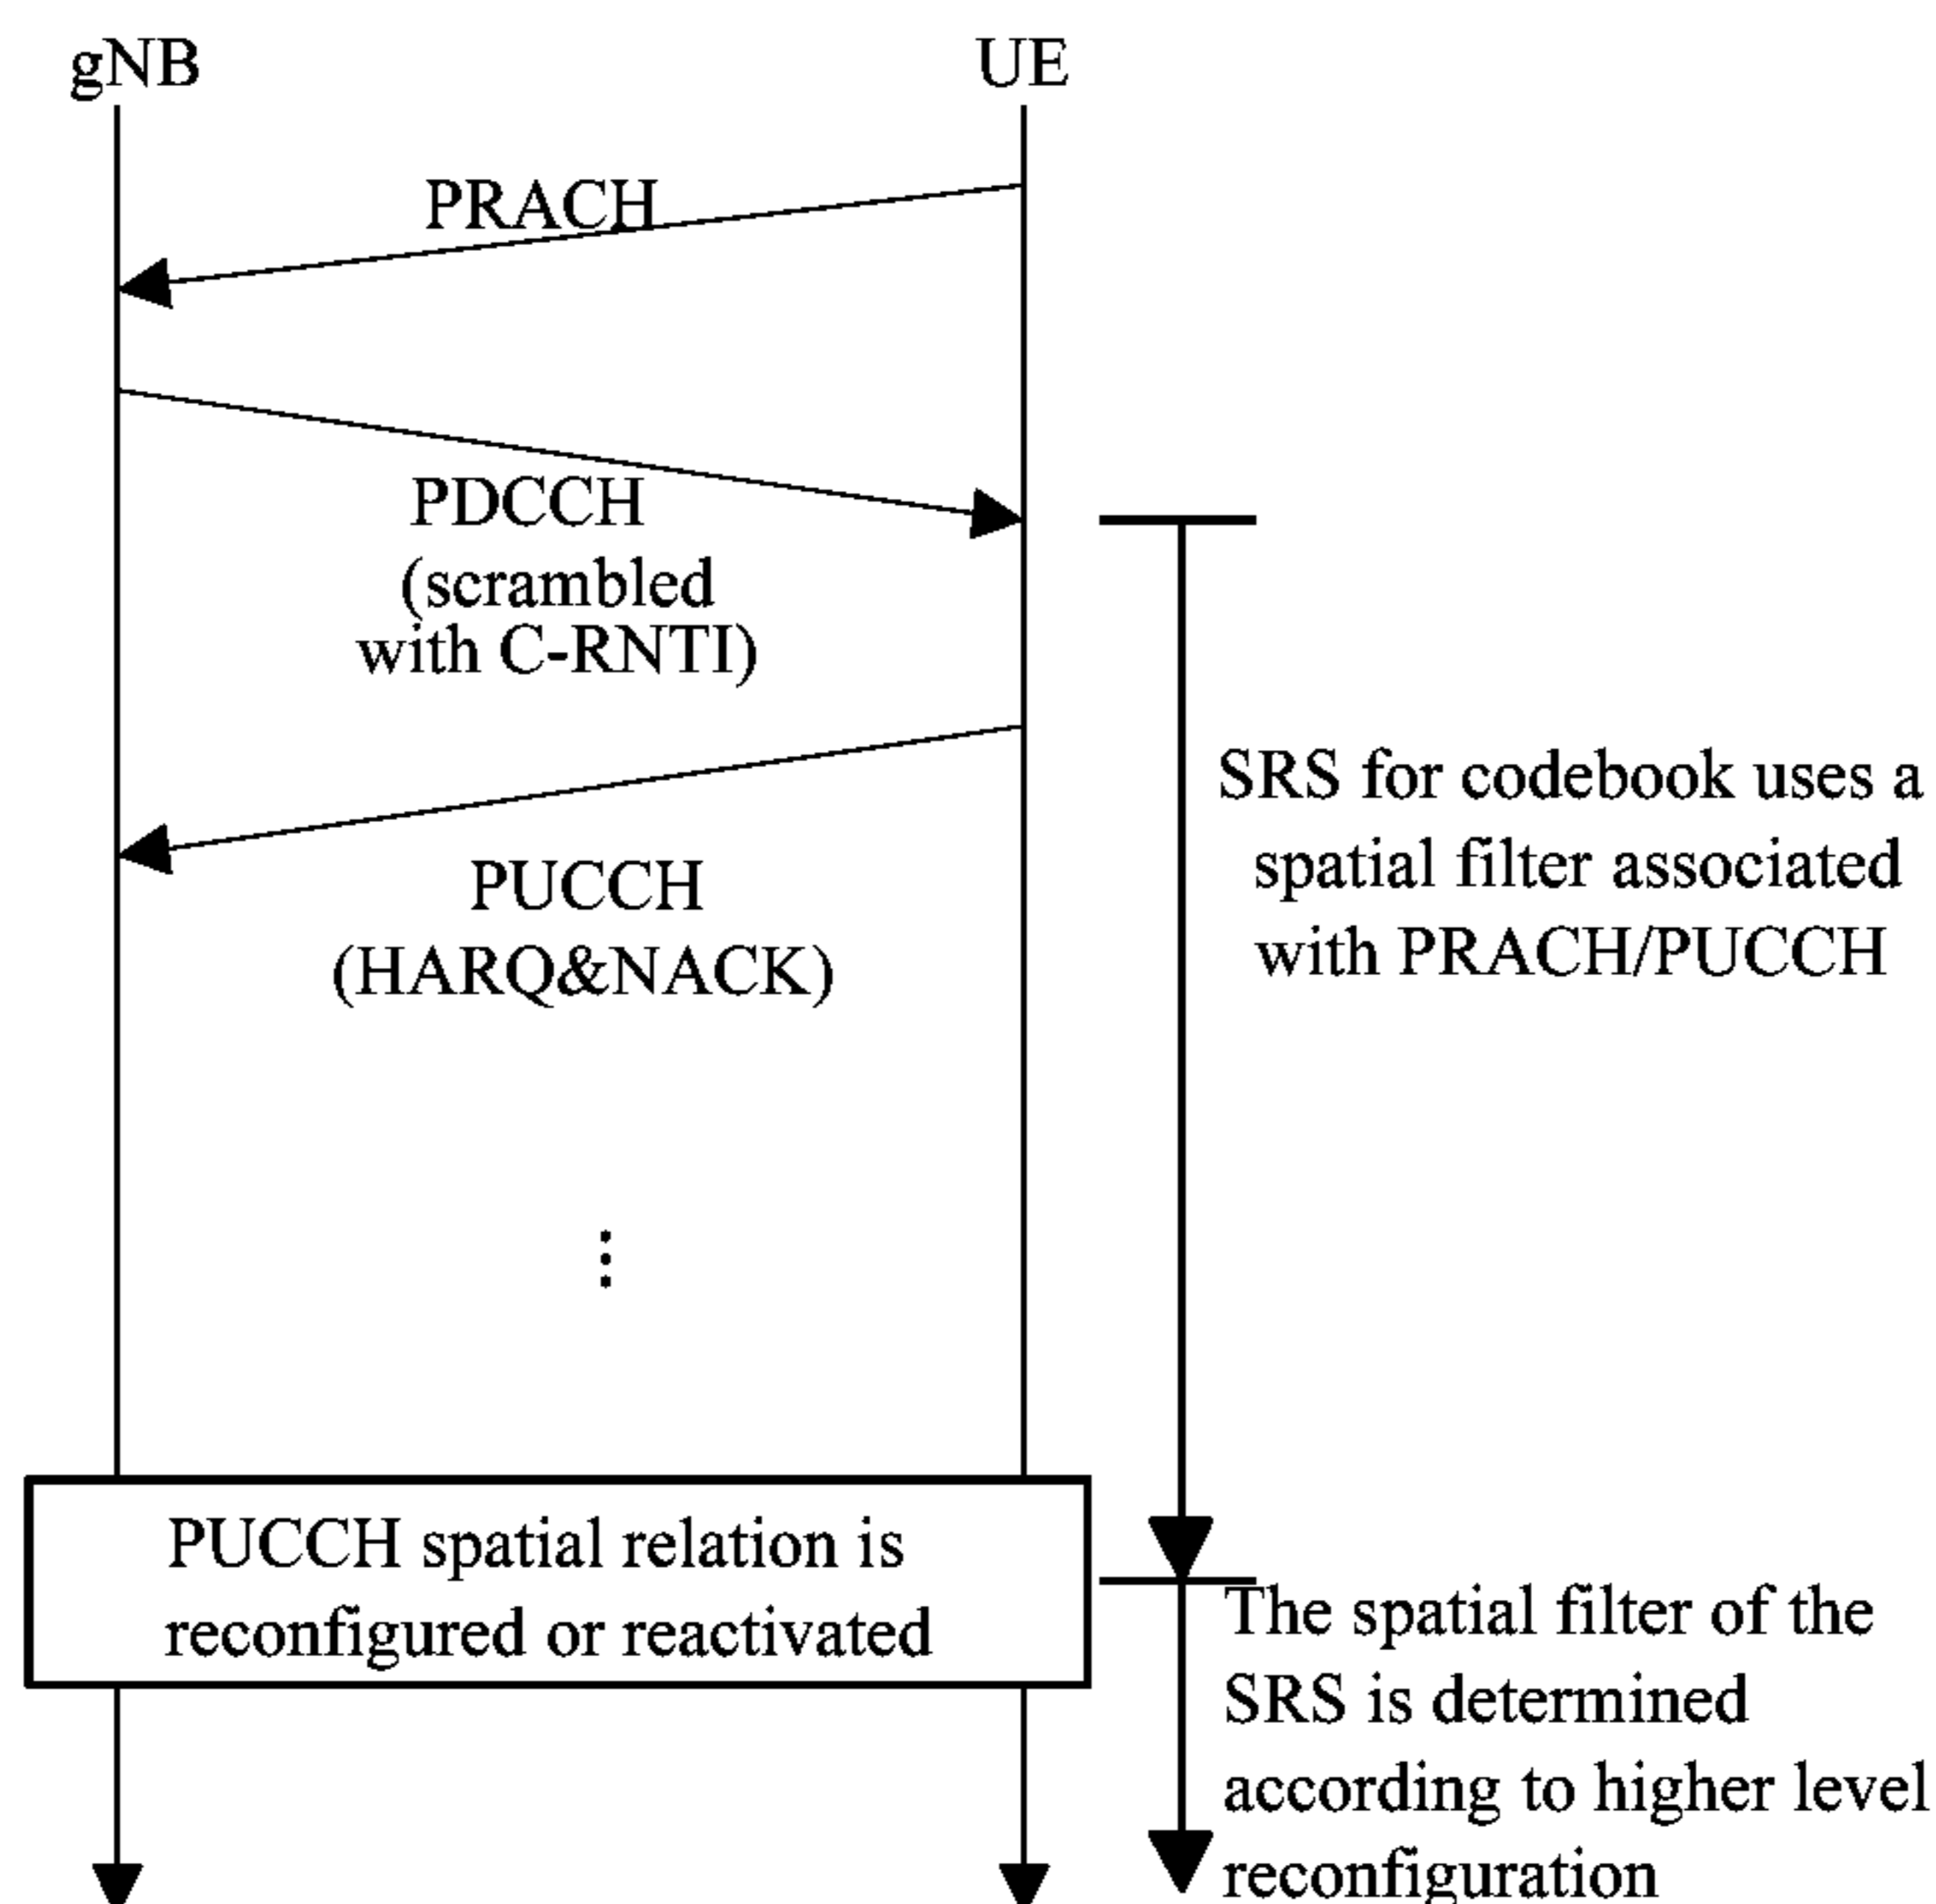 gNB
UE
PRACH
PDCCH
(scrambled
with C-RNTI)
PUCCH
(HARQ&NACK)
SRS for codebook uses a
spatial filter associated
with PRACH/PUCCH
⋮
PUCCH spatial relation is
reconfigured or reactivated
The spatial filter of the
SRS is determined
according to higher level
reconfiguration